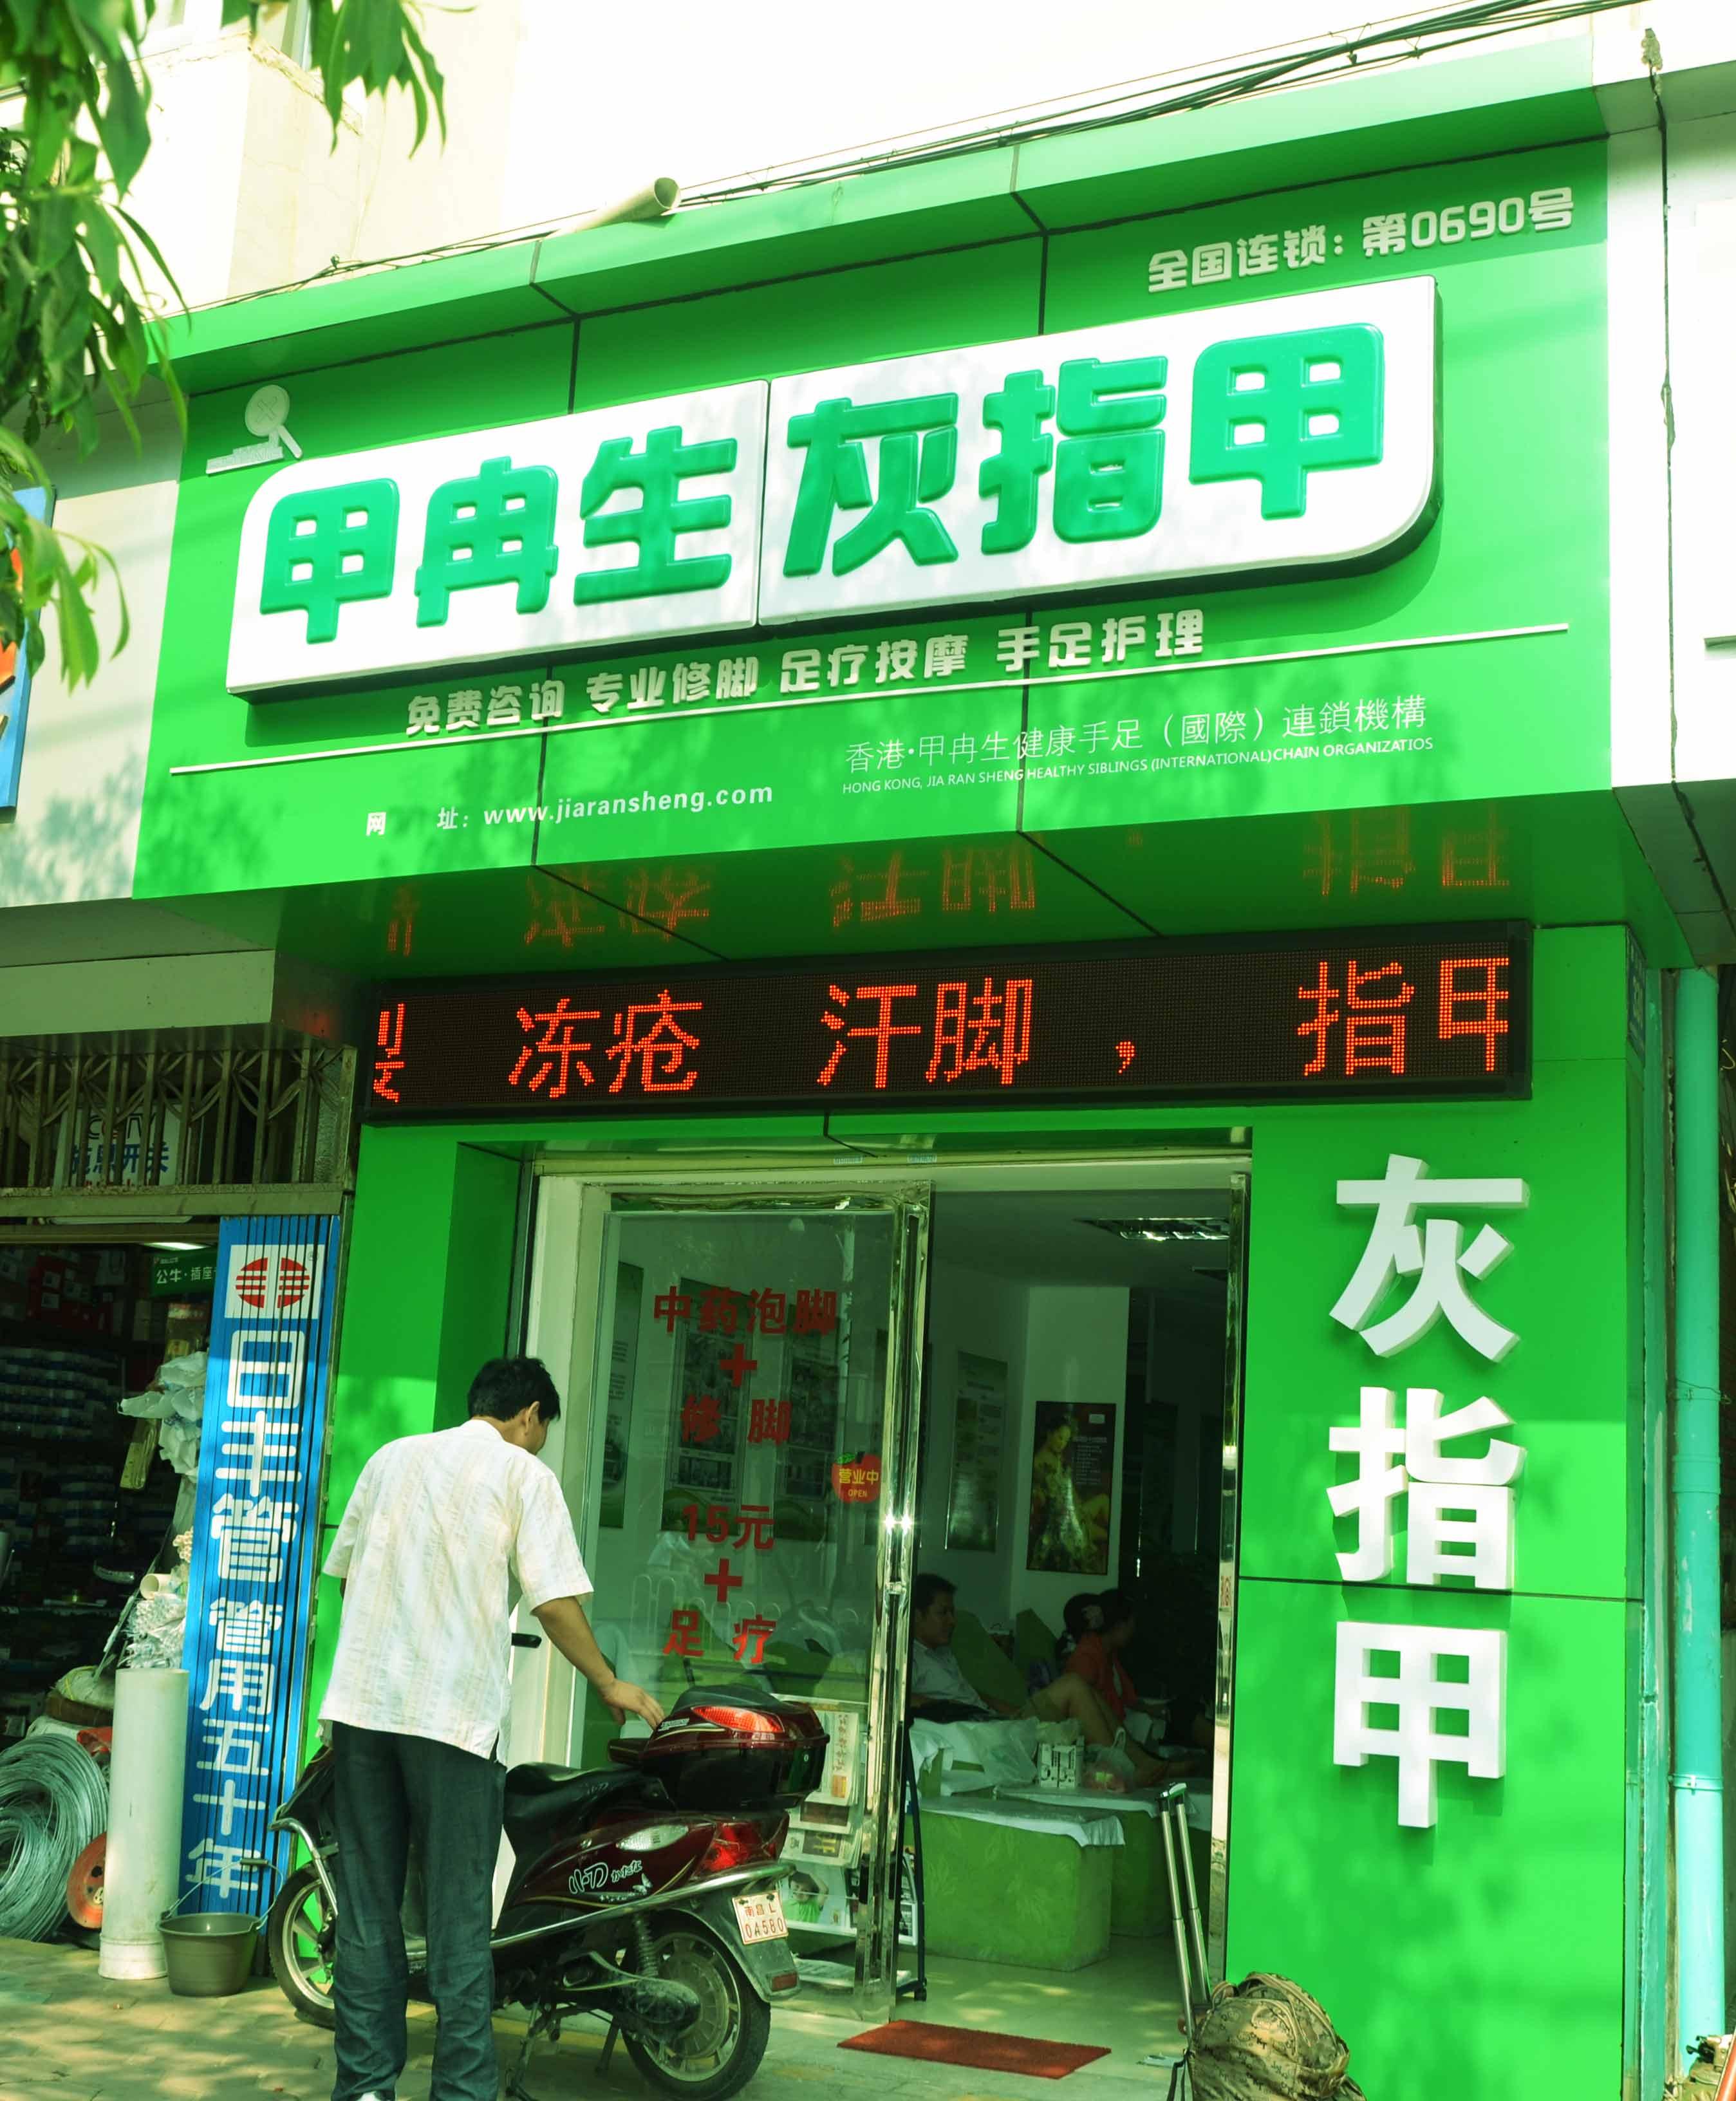 全国连锁：第0690号
甲冉生 灰指甲
免费咨询 专业修脚 足疗按摩 手足护理
香港·甲冉生健康手足（國際）連鎖機構
HONG KONG, JIA RAN SHENG HEALTHY SIBLINGS (INTERNATIONAL)CHAIN ORGANIZATIOS
网 址：www.jiaransheng.com
冻疮 汗脚 ， 指甲
灰指甲
中药泡脚
+
修脚
15元
+
足疗
营业中
OPEN
公牛·插座
日丰管 管用五十年
小刀
南昌L
0A580